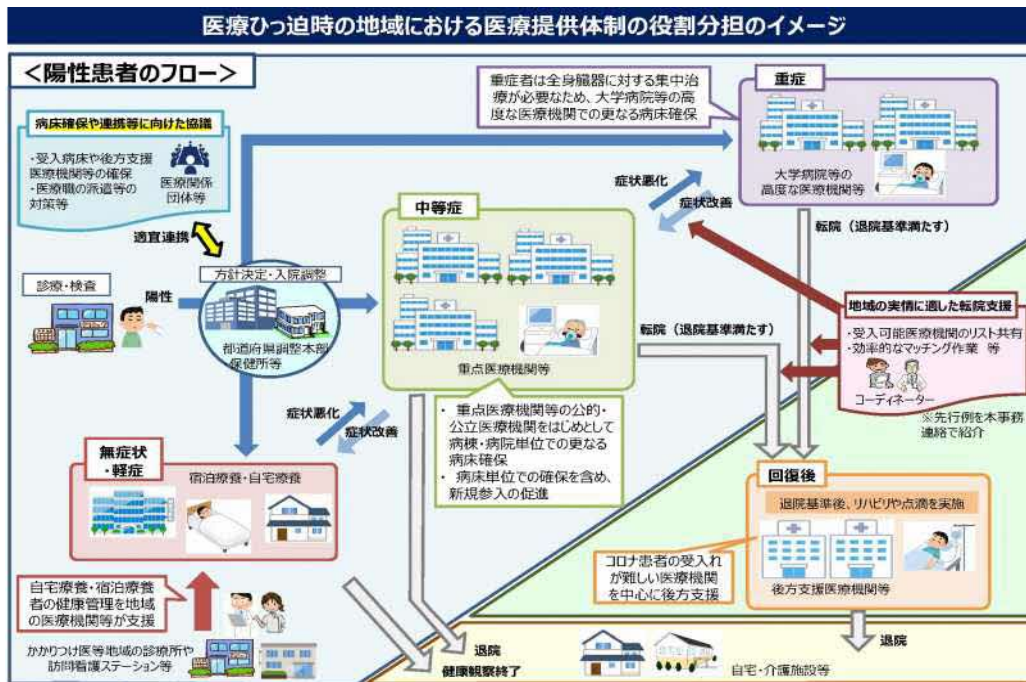 医療ひっ迫時の地域における医療提供体制の役割分担のイメージ
<陽性患者のフロー>
病床確保や連携等に向けた協議
・受入病床や後方支援
医療機関等の確保
・医療職の派遣等の
対策等
医療関係
団体等
適宜連携
診療・検査
陽性
方針決定・入院調整
都道府県調整本部
保健所等
重症者は全身臓器に対する集中治
療が必要なため、大学病院等の高
度な医療機関での更なる病床確保
重症
大学病院等の
高度な医療機関等
症状悪化
症状改善
転院（退院基準満たす）
中等症
重点医療機関等
転院（退院基準満たす）
・ 重点医療機関等の公的・
公立医療機関をはじめとして
病棟・病院単位での更なる
病床確保
・ 病床単位での確保を含め、
新規参入の促進
地域の実情に適した転院支援
・受入可能医療機関のリスト共有
・効率的なマッチング作業 等
コーディネーター
※先行例を本事務
連絡で紹介
症状悪化
症状改善
無症状
・軽症
宿泊療養・自宅療養
自宅療養・宿泊療養
者の健康管理を地域
の医療機関等が支援
かかりつけ医等地域の診療所や
訪問看護ステーション等
回復後
退院基準後、リハビリや点滴を実施
後方支援医療機関等
コロナ患者の受入れ
が難しい医療機関
を中心に後方支援
退院
健康観察終了
退院
自宅・介護施設等